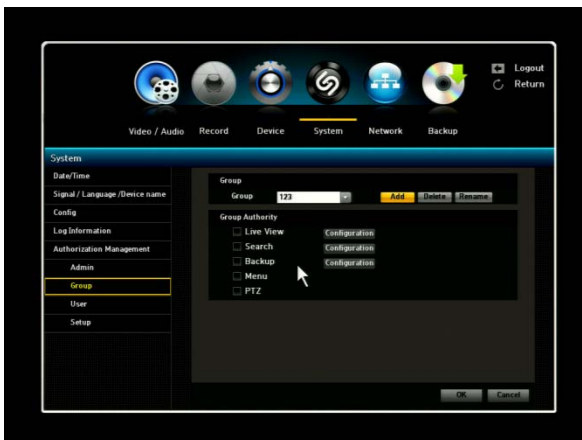 Logout
Return
Video / Audio Record Device System Network Backup
System
Date/Time
Signal / Language /Device name
Config
Log Information
Authorization Management
Admin
Group
User
Setup
Group
Group 123 Add Delete Rename
Group Authority
Live View Configuration
Search Configuration
Backup Configuration
Menu
PTZ
OK Cancel